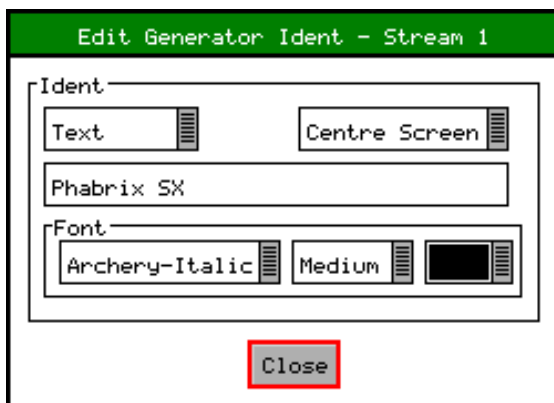 Edit Generator Ident - Stream 1
Ident
Text Centre Screen
Phabrix SX
Font
Archery-Italic Medium
Close